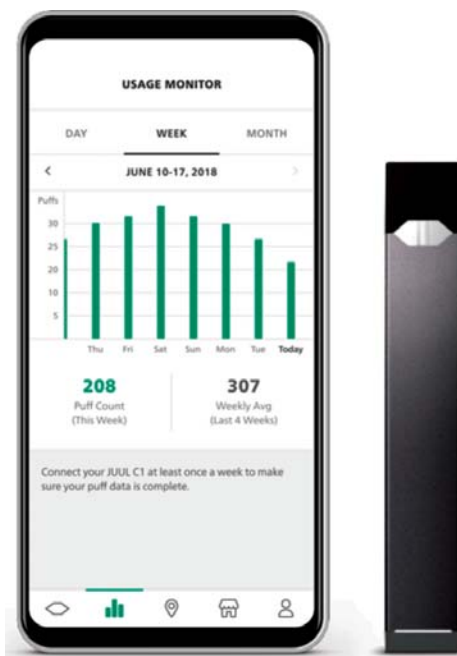 USAGE MONITOR
DAY WEEK MONTH
JUNE 10-17, 2018
Puffs
30
25
20
10
5
Thu Fri Sat Sun Mon Tue Today
208 307
Puff Count Weekly Avg
(This Week) (Last 4 Weeks)
Connect your JUUL C1 at least once a week to make
sure your puff data is complete.